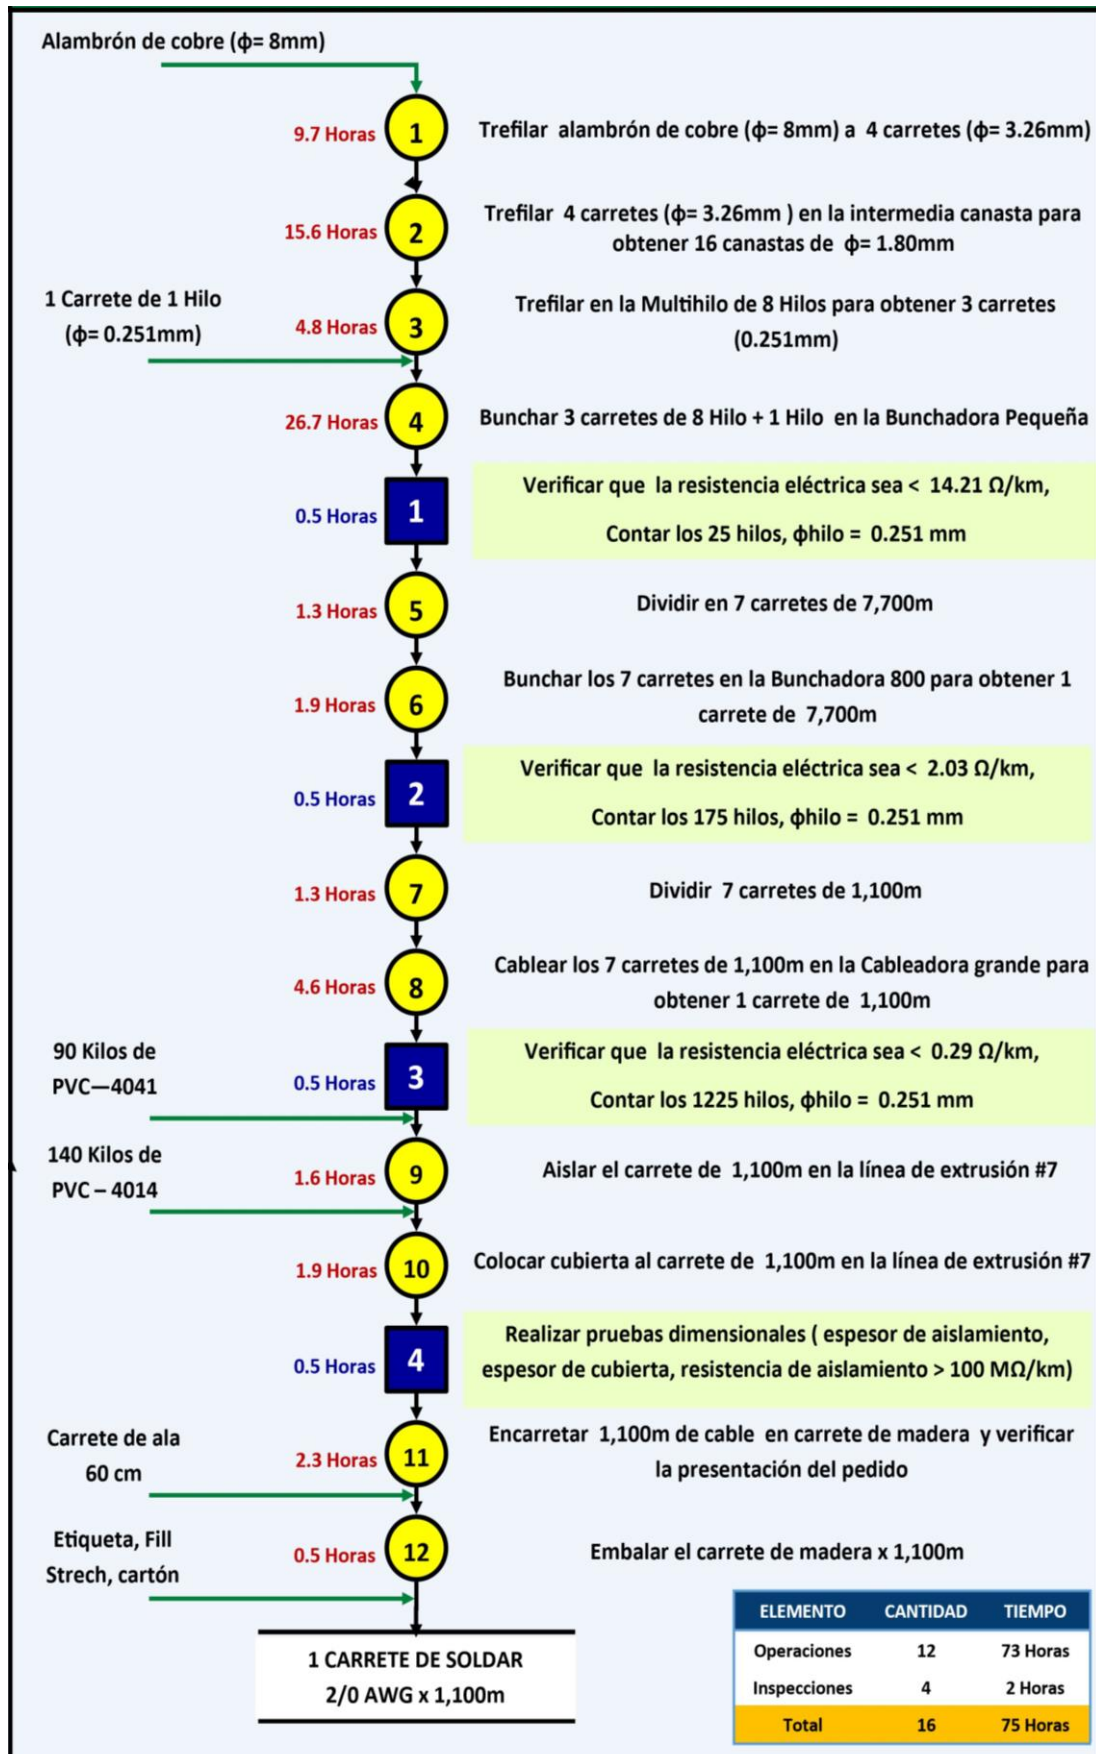 Alambrón de cobre (ϕ= 8mm)
9.7 Horas
1
Trefilar alambrón de cobre (ϕ= 8mm) a 4 carretes (ϕ= 3.26mm)
15.6 Horas
2
Trefilar 4 carretes (ϕ= 3.26mm ) en la intermedia canasta para
obtener 16 canastas de ϕ= 1.80mm
1 Carrete de 1 Hilo
(ϕ= 0.251mm)
4.8 Horas
3
Trefilar en la Multihilo de 8 Hilos para obtener 3 carretes
(0.251mm)
26.7 Horas
4
Bunchar 3 carretes de 8 Hilo + 1 Hilo en la Bunchadora Pequeña
0.5 Horas
1
Verificar que la resistencia eléctrica sea < 14.21 Ω/km,
Contar los 25 hilos, ϕhilo = 0.251 mm
1.3 Horas
5
Dividir en 7 carretes de 7,700m
1.9 Horas
6
Bunchar los 7 carretes en la Bunchadora 800 para obtener 1
carrete de 7,700m
0.5 Horas
2
Verificar que la resistencia eléctrica sea < 2.03 Ω/km,
Contar los 175 hilos, ϕhilo = 0.251 mm
1.3 Horas
7
Dividir 7 carretes de 1,100m
4.6 Horas
8
Cablear los 7 carretes de 1,100m en la Cableadora grande para
obtener 1 carrete de 1,100m
90 Kilos de
PVC—4041
0.5 Horas
3
Verificar que la resistencia eléctrica sea < 0.29 Ω/km,
Contar los 1225 hilos, ϕhilo = 0.251 mm
140 Kilos de
PVC – 4014
1.6 Horas
9
Aislar el carrete de 1,100m en la línea de extrusión #7
1.9 Horas
10
Colocar cubierta al carrete de 1,100m en la línea de extrusión #7
0.5 Horas
4
Realizar pruebas dimensionales ( espesor de aislamiento,
espesor de cubierta, resistencia de aislamiento > 100 MΩ/km)
Carrete de ala
60 cm
2.3 Horas
11
Encarretar 1,100m de cable en carrete de madera y verificar
la presentación del pedido
Etiqueta, Fill
Strech, cartón
0.5 Horas
12
Embalar el carrete de madera x 1,100m
1 CARRETE DE SOLDAR
2/0 AWG x 1,100m
ELEMENTO CANTIDAD TIEMPO
Operaciones 12 73 Horas
Inspecciones 4 2 Horas
Total 16 75 Horas